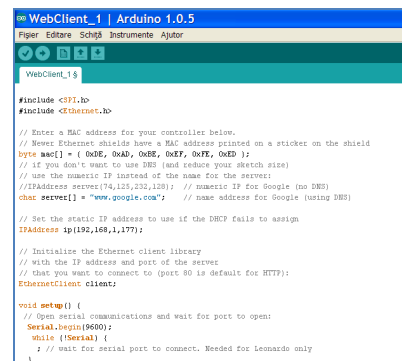 WebClient_1 | Arduino 1.0.5
Fișier Editare Schiță Instrumente Ajutor
WebClient_1 §
#include <SPI.h>
#include <Ethernet.h>
// Enter a MAC address for your controller below.
// Newer Ethernet shields have a MAC address printed on a sticker on the shield
byte mac[] = { 0xDE, 0xAD, 0xBE, 0xEF, 0xFE, 0xED };
// if you don't want to use DNS (and reduce your sketch size)
// use the numeric IP instead of the name for the server:
//IPAddress server(74,125,232,128);  // numeric IP for Google (no DNS)
char server[] = "www.google.com";    // name address for Google (using DNS)
// Set the static IP address to use if the DHCP fails to assign
IPAddress ip(192,168,1,177);
// Initialize the Ethernet client library
// with the IP address and port of the server
// that you want to connect to (port 80 is default for HTTP):
EthernetClient client;
void setup() {
// Open serial communications and wait for port to open:
Serial.begin(9600);
while (!Serial) {
; // wait for serial port to connect. Needed for Leonardo only
}